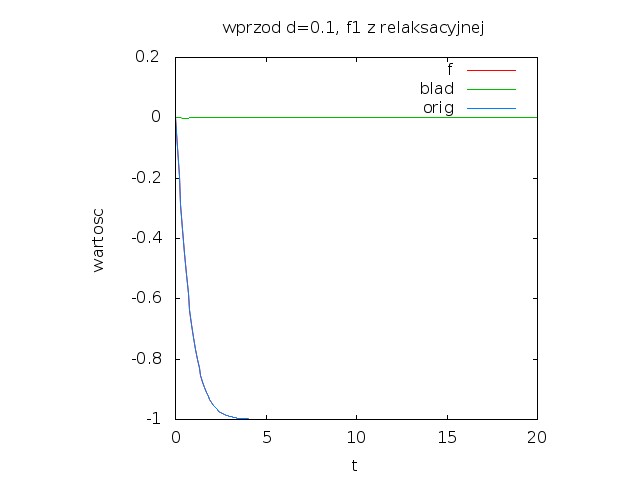 wprzod d=0.1, f1 z relaksacyjnej
f
blad
orig
0.2
0
-0.2
-0.4
-0.6
-0.8
-1
wartosc
0 5 10 15 20
t